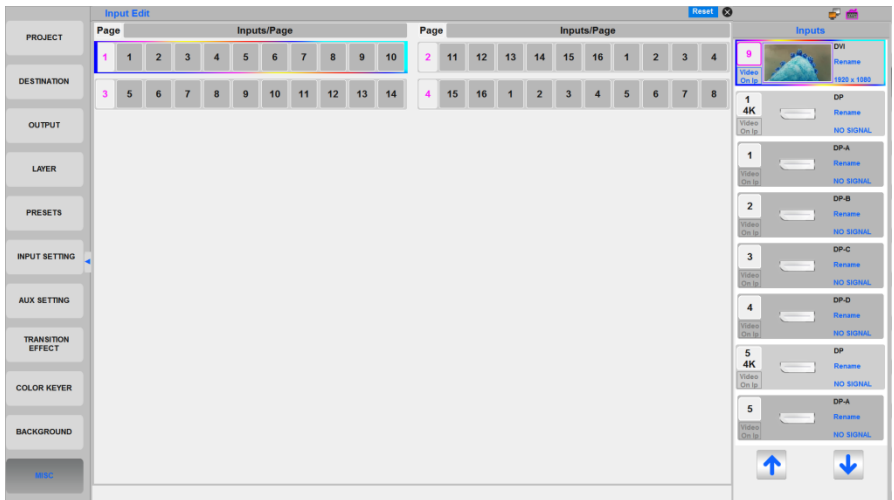 Input Edit
Reset
PROJECT
DESTINATION
OUTPUT
LAYER
PRESETS
INPUT SETTING
AUX SETTING
TRANSITION
EFFECT
COLOR KEYER
BACKGROUND
MISC
Page Inputs/Page Page Inputs/Page
1 1 2 3 4 5 6 7 8 9 10 2 11 12 13 14 15 16 1 2 3 4
3 5 6 7 8 9 10 11 12 13 14 4 15 16 1 2 3 4 5 6 7 8
Inputs
9 DVI
Rename
Video
On Ip 1920 x 1080
1 DP
4K Rename
Video
On Ip NO SIGNAL
1 DP-A
Rename
Video
On Ip NO SIGNAL
2 DP-B
Rename
Video
On Ip NO SIGNAL
3 DP-C
Rename
Video
On Ip NO SIGNAL
4 DP-D
Rename
Video
On Ip NO SIGNAL
5 DP
4K Rename
Video
On Ip NO SIGNAL
5 DP-A
Rename
Video
On Ip NO SIGNAL